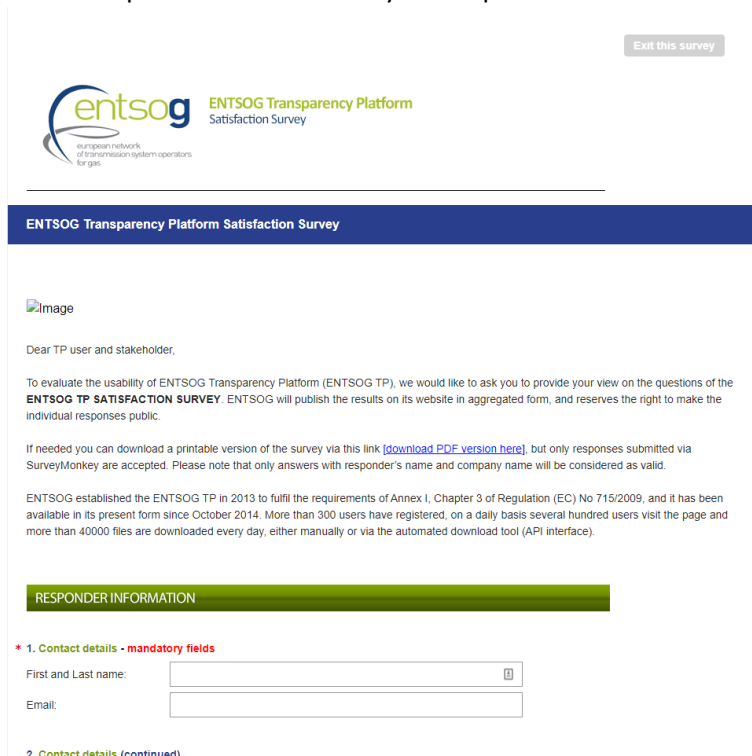 Exit this survey
entsog
european network
of transmission system operators
for gas
ENTSOG Transparency Platform
Satisfaction Survey
ENTSOG Transparency Platform Satisfaction Survey
Image
Dear TP user and stakeholder,
To evaluate the usability of ENTSOG Transparency Platform (ENTSOG TP), we would like to ask you to provide your view on the questions of the
ENTSOG TP SATISFACTION SURVEY. ENTSOG will publish the results on its website in aggregated form, and reserves the right to make the
individual responses public.
If needed you can download a printable version of the survey via this link [download PDF version here], but only responses submitted via
SurveyMonkey are accepted. Please note that only answers with responder's name and company name will be considered as valid.
ENTSOG established the ENTSOG TP in 2013 to fulfil the requirements of Annex I, Chapter 3 of Regulation (EC) No 715/2009, and it has been
available in its present form since October 2014. More than 300 users have registered, on a daily basis several hundred users visit the page and
more than 40000 files are downloaded every day, either manually or via the automated download tool (API interface).
RESPONDER INFORMATION
* 1. Contact details - mandatory fields
First and Last name:
Email:
2. Contact details (continued)